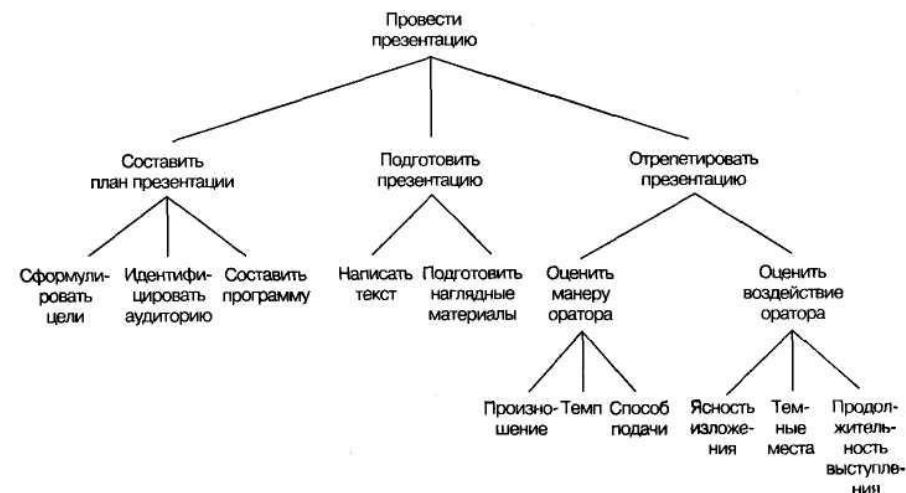 Провести
презентацию
Составить
план презентации
Подготовить
презентацию
Отрепетировать
презентацию
Сформули-
ровать
цели
Идентифи-
цировать
аудиторию
Составить
программу
Написать
текст
Подготовить
наглядные
материалы
Оценить
манеру
оратора
Оценить
воздействие
оратора
Произно-
шение
Темп
Способ
подачи
Ясность
изложе-
ния
Тем-
ные
места
Продол-
житель-
ность
выступле-
ния